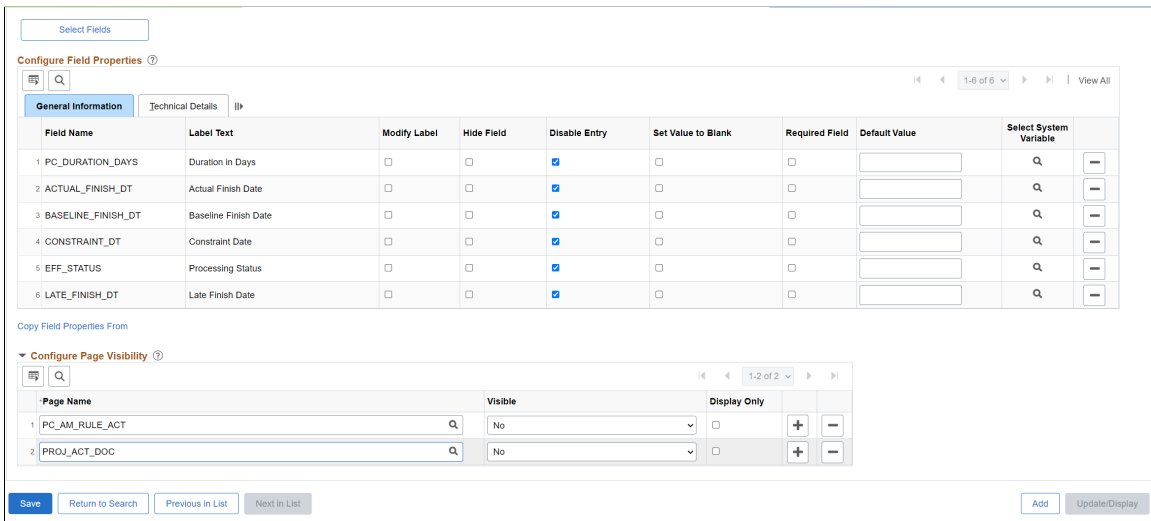 Select Fields
Configure Field Properties ?
1-6 of 6 View All
General Information Technical Details
Field Name Label Text Modify Label Hide Field Disable Entry Set Value to Blank Required Field Default Value Select System Variable
1 PC_DURATION_DAYS Duration in Days
2 ACTUAL_FINISH_DT Actual Finish Date
3 BASELINE_FINISH_DT Baseline Finish Date
4 CONSTRAINT_DT Constraint Date
5 EFF_STATUS Processing Status
6 LATE_FINISH_DT Late Finish Date
Copy Field Properties From
Configure Page Visibility ?
1-2 of 2
*Page Name Visible Display Only
1 PC_AM_RULE_ACT No
2 PROJ_ACT_DOC No
Save Return to Search Previous in List Next in List Add Update/Display